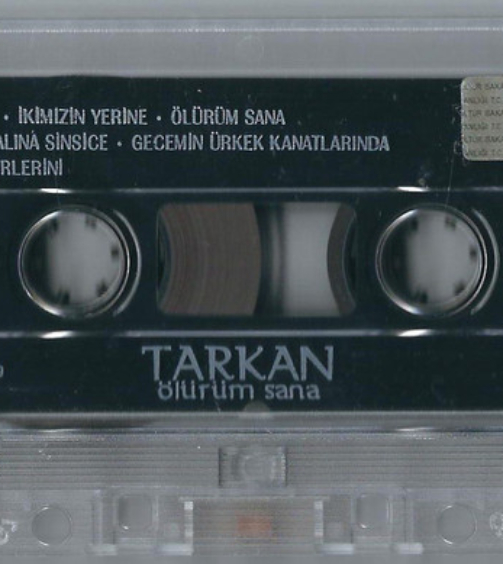 • İKİMİZİN YERİNE • ÖLÜRÜM SANA
ALINA SİNSİCE • GECEMİN ÜRKEK KANATLARINDA
RLERİNİ
TARKAN
ölürüm sana